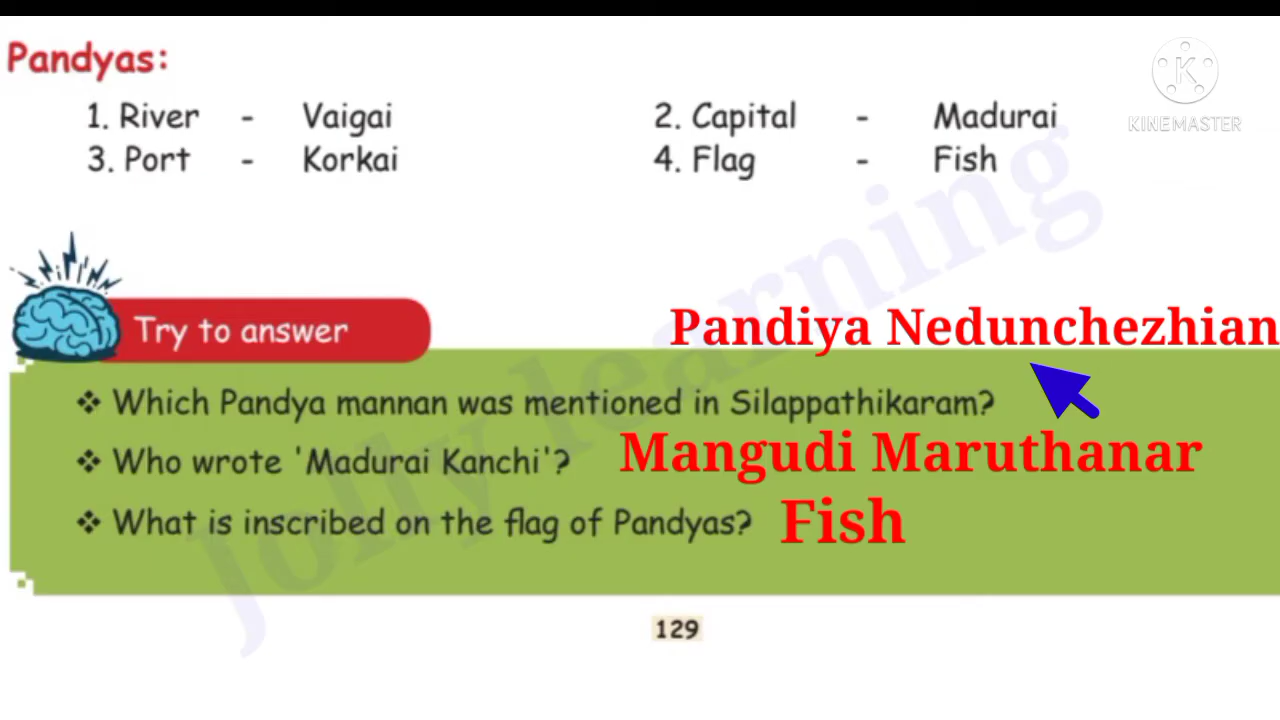 Pandyas:
1. River - Vaigai 2. Capital - Madurai
3. Port - Korkai 4. Flag - Fish
KINEMASTER
Jolly learning
Try to answer
Pandiya Nedunchezhian
❖ Which Pandya mannan was mentioned in Silappathikaram?
❖ Who wrote 'Madurai Kanchi'? Mangudi Maruthanar
❖ What is inscribed on the flag of Pandyas? Fish
129